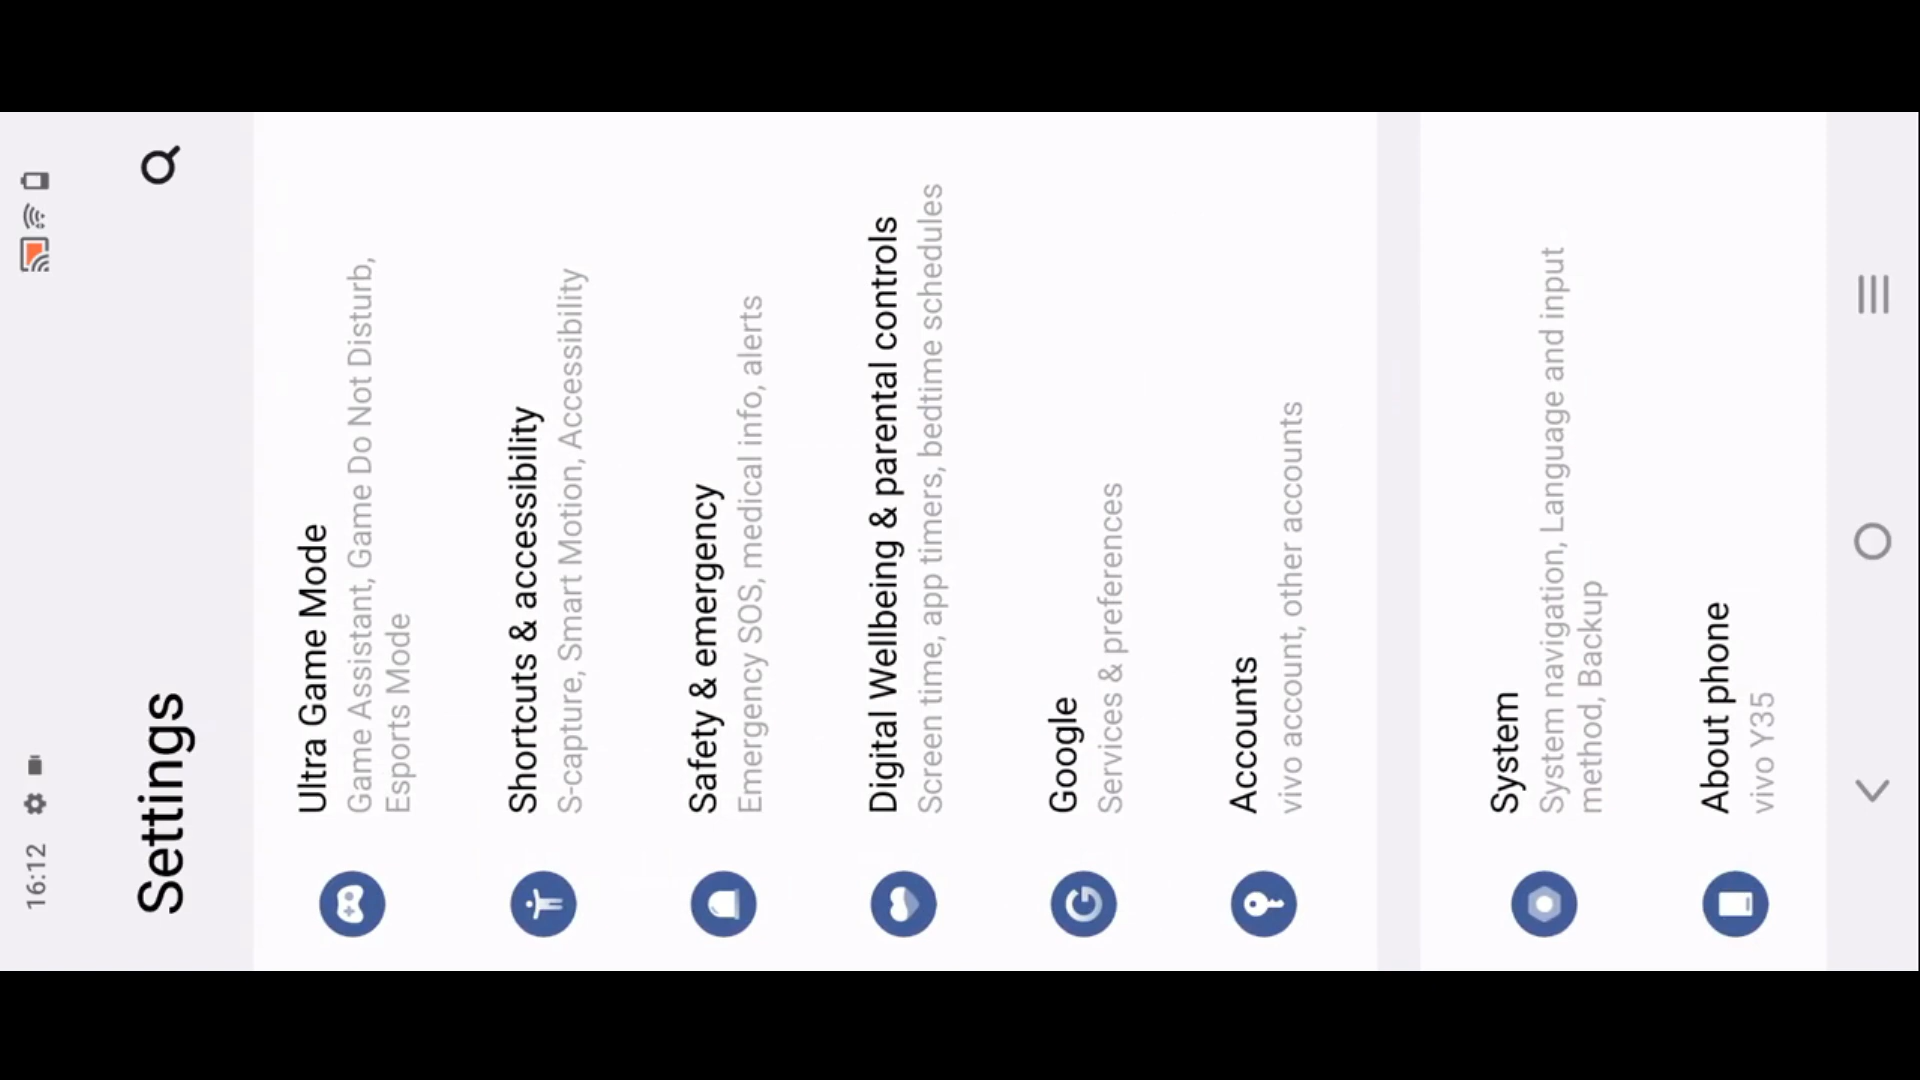 16:12
Settings
Ultra Game Mode
Game Assistant, Game Do Not Disturb,
Esports Mode
Shortcuts & accessibility
S-capture, Smart Motion, Accessibility
Safety & emergency
Emergency SOS, medical info, alerts
Digital Wellbeing & parental controls
Screen time, app timers, bedtime schedules
Google
Services & preferences
Accounts
vivo account, other accounts
System
System navigation, Language and input
method, Backup
About phone
vivo Y35